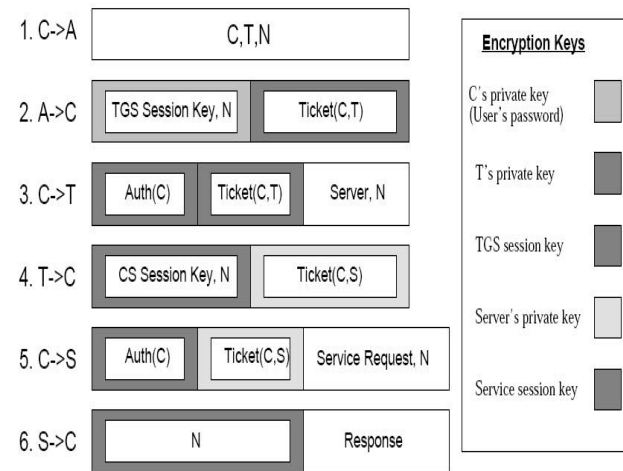 1. C->A
C,T,N
2. A->C
TGS Session Key, N
Ticket(C,T)
3. C->T
Auth(C)
Ticket(C,T)
Server, N
4. T->C
CS Session Key, N
Ticket(C,S)
5. C->S
Auth(C)
Ticket(C,S)
Service Request, N
6. S->C
N
Response
Encryption Keys
C's private key
(User's password)
T's private key
TGS session key
Server's private key
Service session key